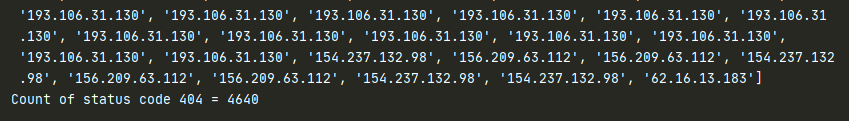 '193.106.31.130', '193.106.31.130', '193.106.31.130', '193.106.31.130', '193.106.31.130', '193.106.31
.130', '193.106.31.130', '193.106.31.130', '193.106.31.130', '193.106.31.130', '193.106.31.130',
'193.106.31.130', '193.106.31.130', '154.237.132.98', '156.209.63.112', '156.209.63.112', '154.237.132
.98', '156.209.63.112', '156.209.63.112', '154.237.132.98', '154.237.132.98', '62.16.13.183']
Count of status code 404 = 4640